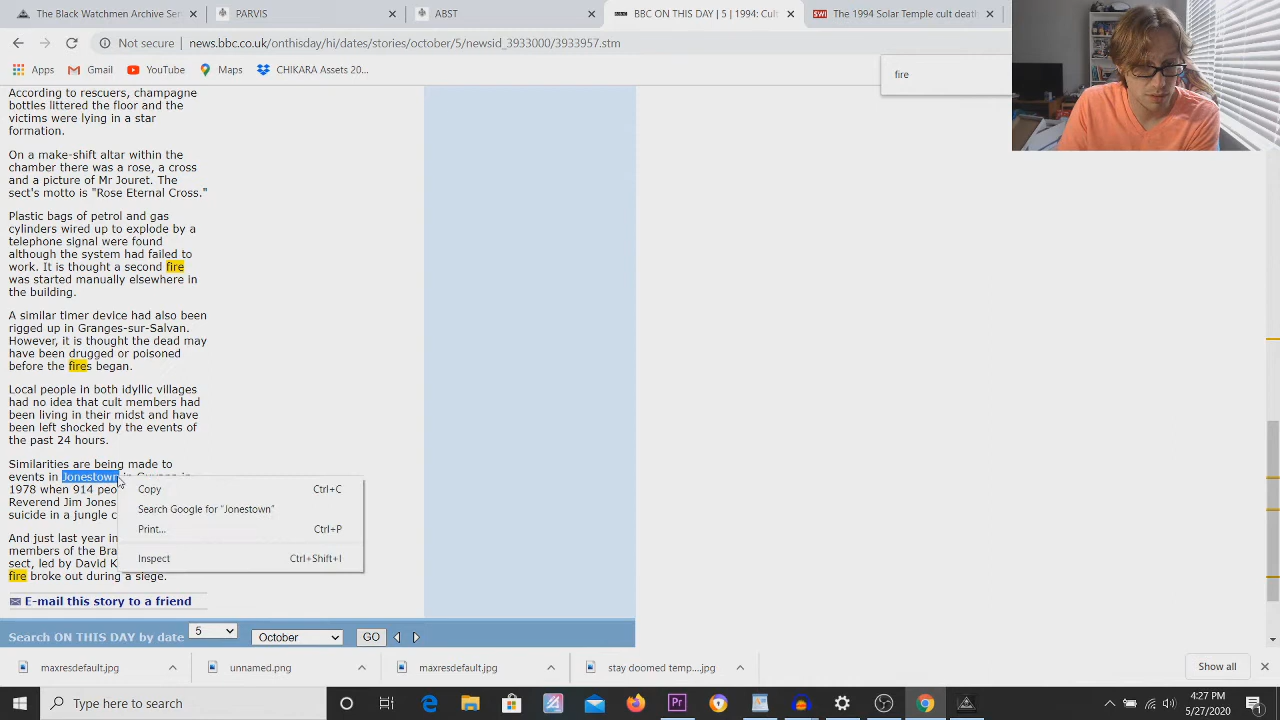 The Black Watchmen Archive Ser
PARVIS
ABST
BBC ON THIS DAY | 5 | 1994: Cult
SWI
The 1994 Solar Temple cult death
Not secure | news.bbc.co.uk/onthisday/hi/dates/stories/october/5/newsid_3933000/3933957.stm
Apps
Gmail
YouTube
Maps
CHIKARA Assets 20...
fire
According to rescuers, champagne
bottles littered the floor and the
victims were lying in a star
formation.
On a make-shift altar within the
chamber there was a rose, a cross
and a picture of Mr Jouret. The
sect's motto is "Rose Eternal Cross."
Plastic bags of petrol and gas
cylinders wired up to explode by a
telephone signal were found
although the system had failed to
work. It is thought a second fire
was started manually elsewhere in
the building.
A similar timer device had also been
rigged up in Granges-sur-Salvan.
However, it is thought the dead may
have been drugged or poisoned
before the fires began.
Local people in both idyllic villages
had no idea that cult members had
been living in their midst and have
been left shocked by the events of
the past 24 hours.
Similarities are being made to
events in Jonestown
1978 when 914 peo
Reverend Jim Jones
suicide in a jungle c
And just last year in
members of the Bra
sect, led by David K
fire broke out during a siege.
Copy Ctrl+C
Search Google for "Jonestown"
Print... Ctrl+P
Inspect Ctrl+Shift+I
E-mail this story to a friend
Search ON THIS DAY by date 5 October GO
maxresdefault.jpg
unnamed.png
maxresdefault.jpg
stay doomed temp....jpg
Show all
Type here to search
Pr
4:27 PM
5/27/2020